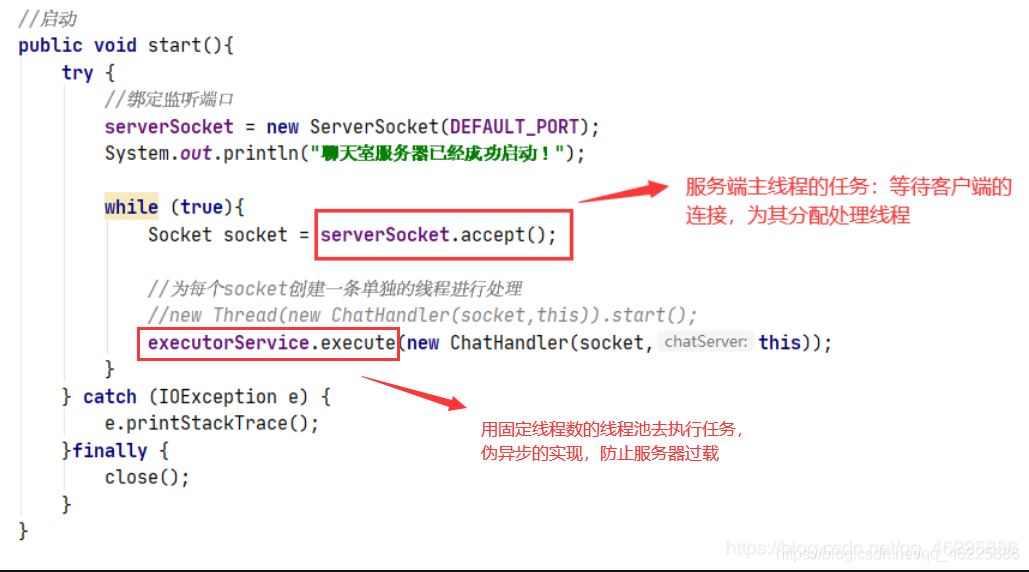 //启动
public void start(){
try {
//绑定监听端口
serverSocket = new ServerSocket(DEFAULT_PORT);
System.out.println("聊天室服务器已经成功启动！");
while (true){
Socket socket = serverSocket.accept();
服务端主线程的任务：等待客户端的
连接，为其分配处理线程
//为每个socket创建一条单独的线程进行处理
//new Thread(new ChatHandler(socket,this)).start();
executorService.execute(new ChatHandler(socket, chatServer: this));
}
} catch (IOException e) {
e.printStackTrace();
}finally {
close();
}
}
用固定线程数的线程池去执行任务，
伪异步的实现，防止服务器过载
https://blog.csdn.net/qq_46225886
https://blog.csdn.net/qq_46225886